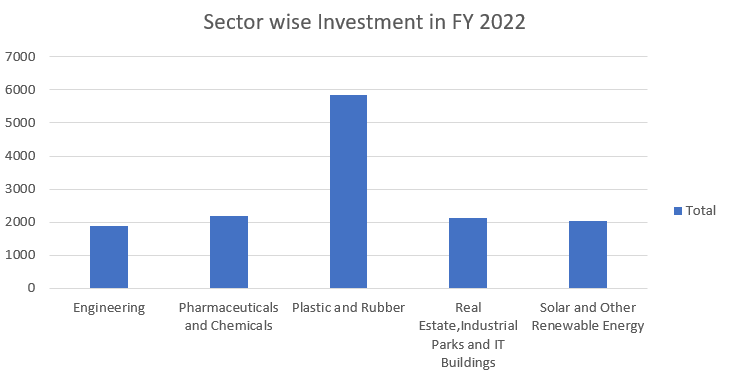 Sector wise Investment in FY 2022
7000
6000
5000
4000
3000
2000
1000
0
Engineering
Pharmaceuticals
and Chemicals
Plastic and Rubber
Real
Estate,Industrial
Parks and IT
Buildings
Solar and Other
Renewable Energy
Total